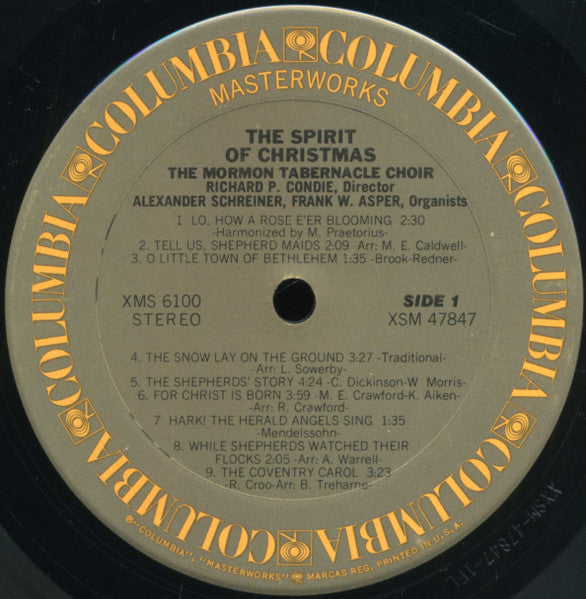 COLUMBIA COLUMBIA COLUMBIA COLUMBIA COLUMBIA COLUMBIA COLUMBIA COLUMBIA
MASTERWORKS
THE SPIRIT
OF CHRISTMAS
THE MORMON TABERNACLE CHOIR
RICHARD P. CONDIE, Director
ALEXANDER SCHREINER, FRANK W. ASPER, Organists
1 LO, HOW A ROSE E'ER BLOOMING 2:30
-Harmonized by M. Praetorius-
2. TELL US, SHEPHERD MAIDS 2:09 -Arr: M. E. Caldwell-
3. O LITTLE TOWN OF BETHLEHEM 1:35 -Brook-Redner-
XMS 6100
STEREO
SIDE 1
XSM 47847
4. THE SNOW LAY ON THE GROUND 3:27 -Traditional-
-Arr: L. Sowerby-
5. THE SHEPHERDS' STORY 4:24 -C. Dickinson-W Morris-
6. FOR CHRIST IS BORN 3:59 -M. E. Crawford-K. Aiken-
-Arr: R. Crawford-
7 HARK! THE HERALD ANGELS SING 1:35
-Mendelssohn-
8. WHILE SHEPHERDS WATCHED THEIR
FLOCKS 2:05 -Arr: A. Warrell-
9. THE COVENTRY CAROL 3:23
-R. Croo-Arr: B. Treharne-
®"COLUMBIA", "MASTERWORKS" MARCAS REG. PRINTED IN U.S.A.